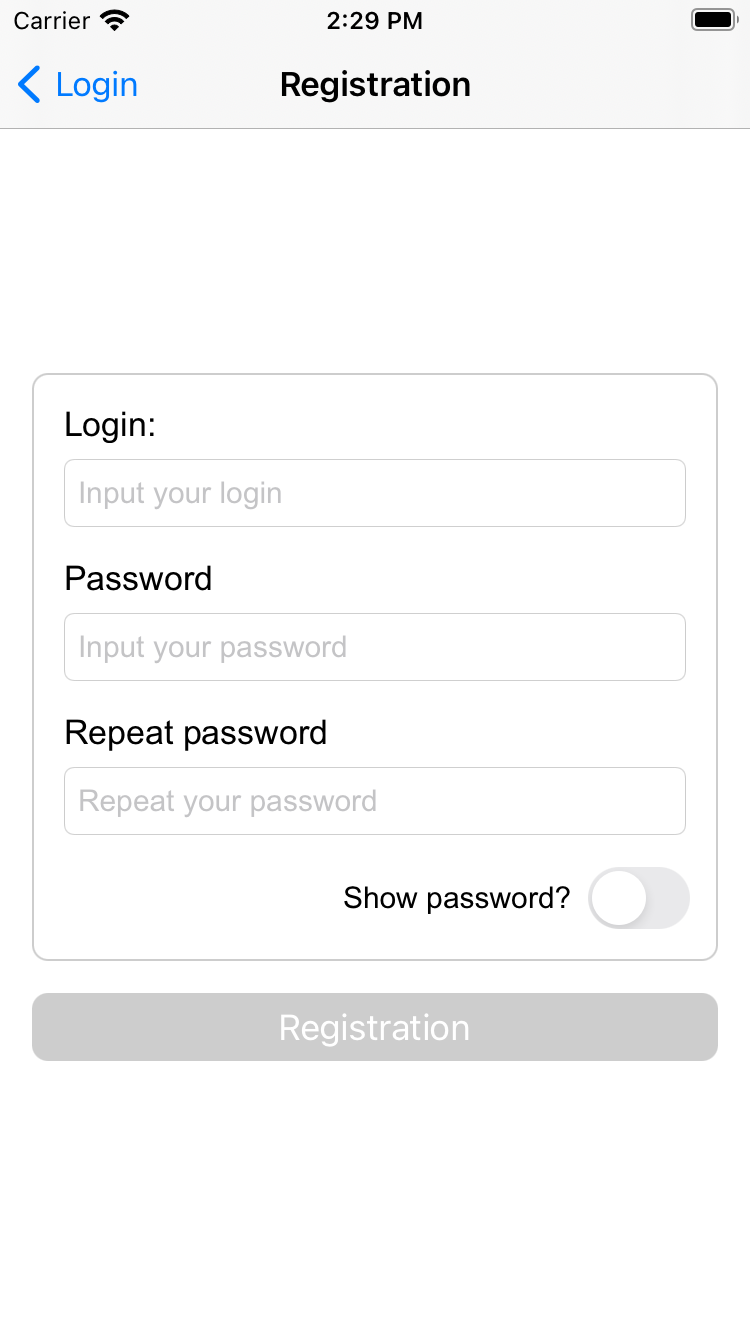 Carrier 2:29 PM
Login Registration
Login:
Input your login
Password
Input your password
Repeat password
Repeat your password
Show password?
Registration